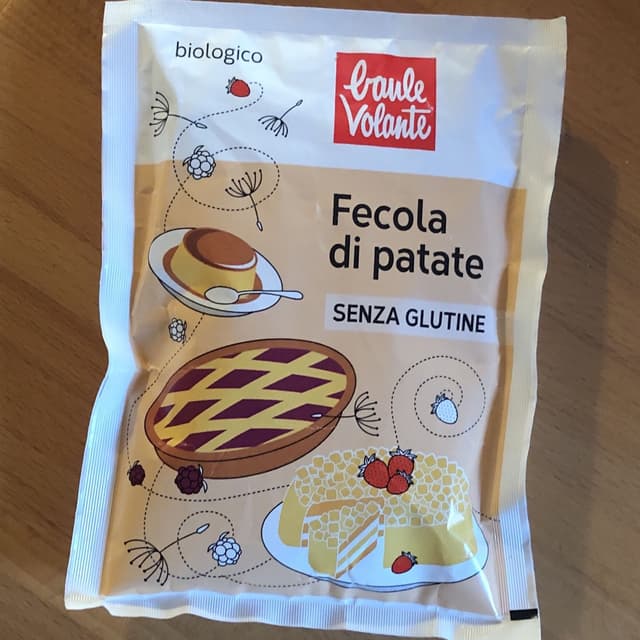 biologico
baule
volante
Fecola
di patate
SENZA GLUTINE